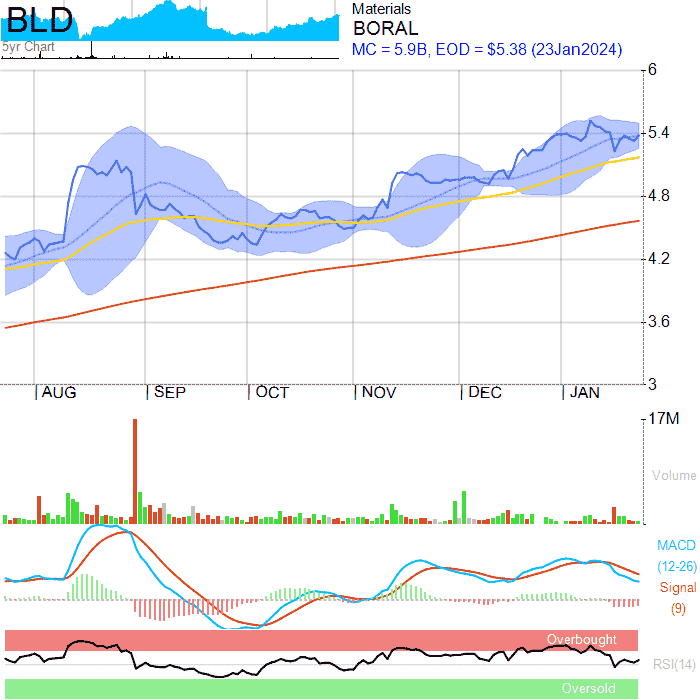 BLD
5yr Chart
Materials
BORAL
MC = 5.9B, EOD = $5.38 (23Jan2024)
6
5.4
4.8
4.2
3.6
3
AUG SEP OCT NOV DEC JAN
17M
Volume
MACD
(12-26)
Signal
(9)
Overbought
RSI(14)
Oversold